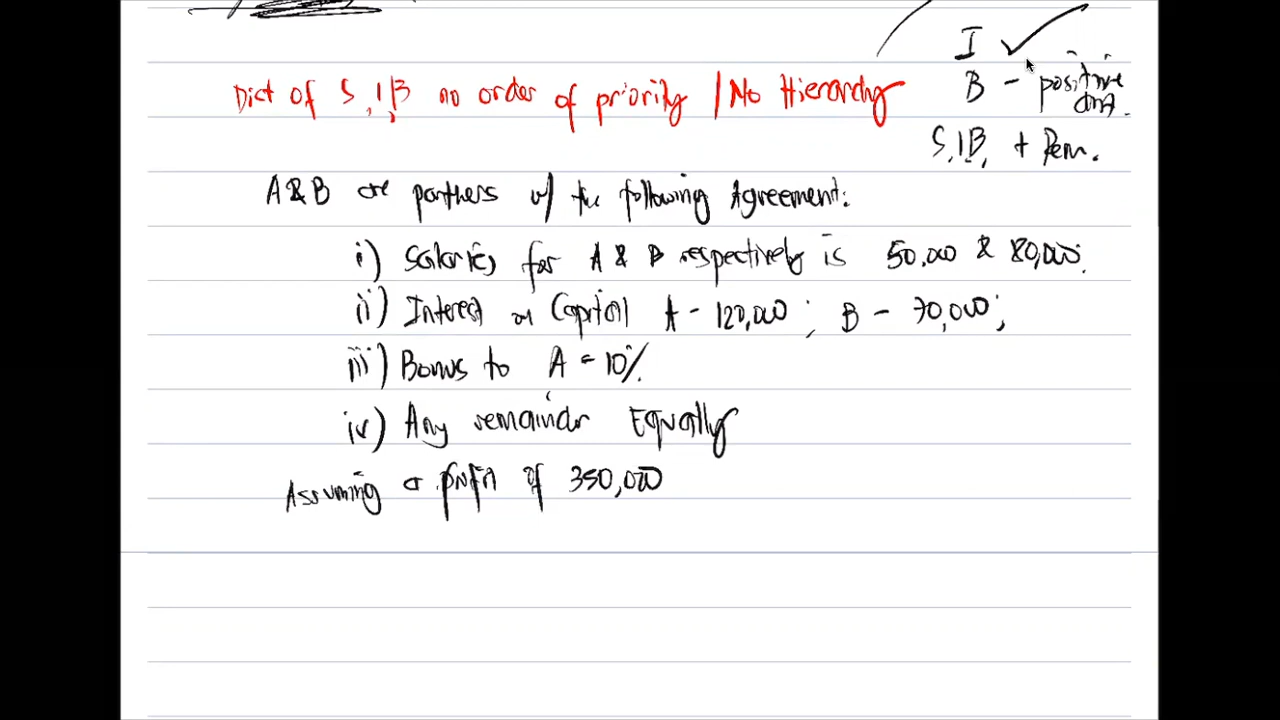 I ✓
B - positive amt.
Dist of S, I, B no order of priority / No Hierarchy
S, I, B, + Rem.
A & B are partners w/ the following Agreement:
i) Salaries for A & B respectively is 50,000 & 80,000.
ii) Interest on Capital A - 120,000 ; B - 70,000;
iii) Bonus to A = 10%
iv) Any remainder Equally
Assuming a profit of 350,000